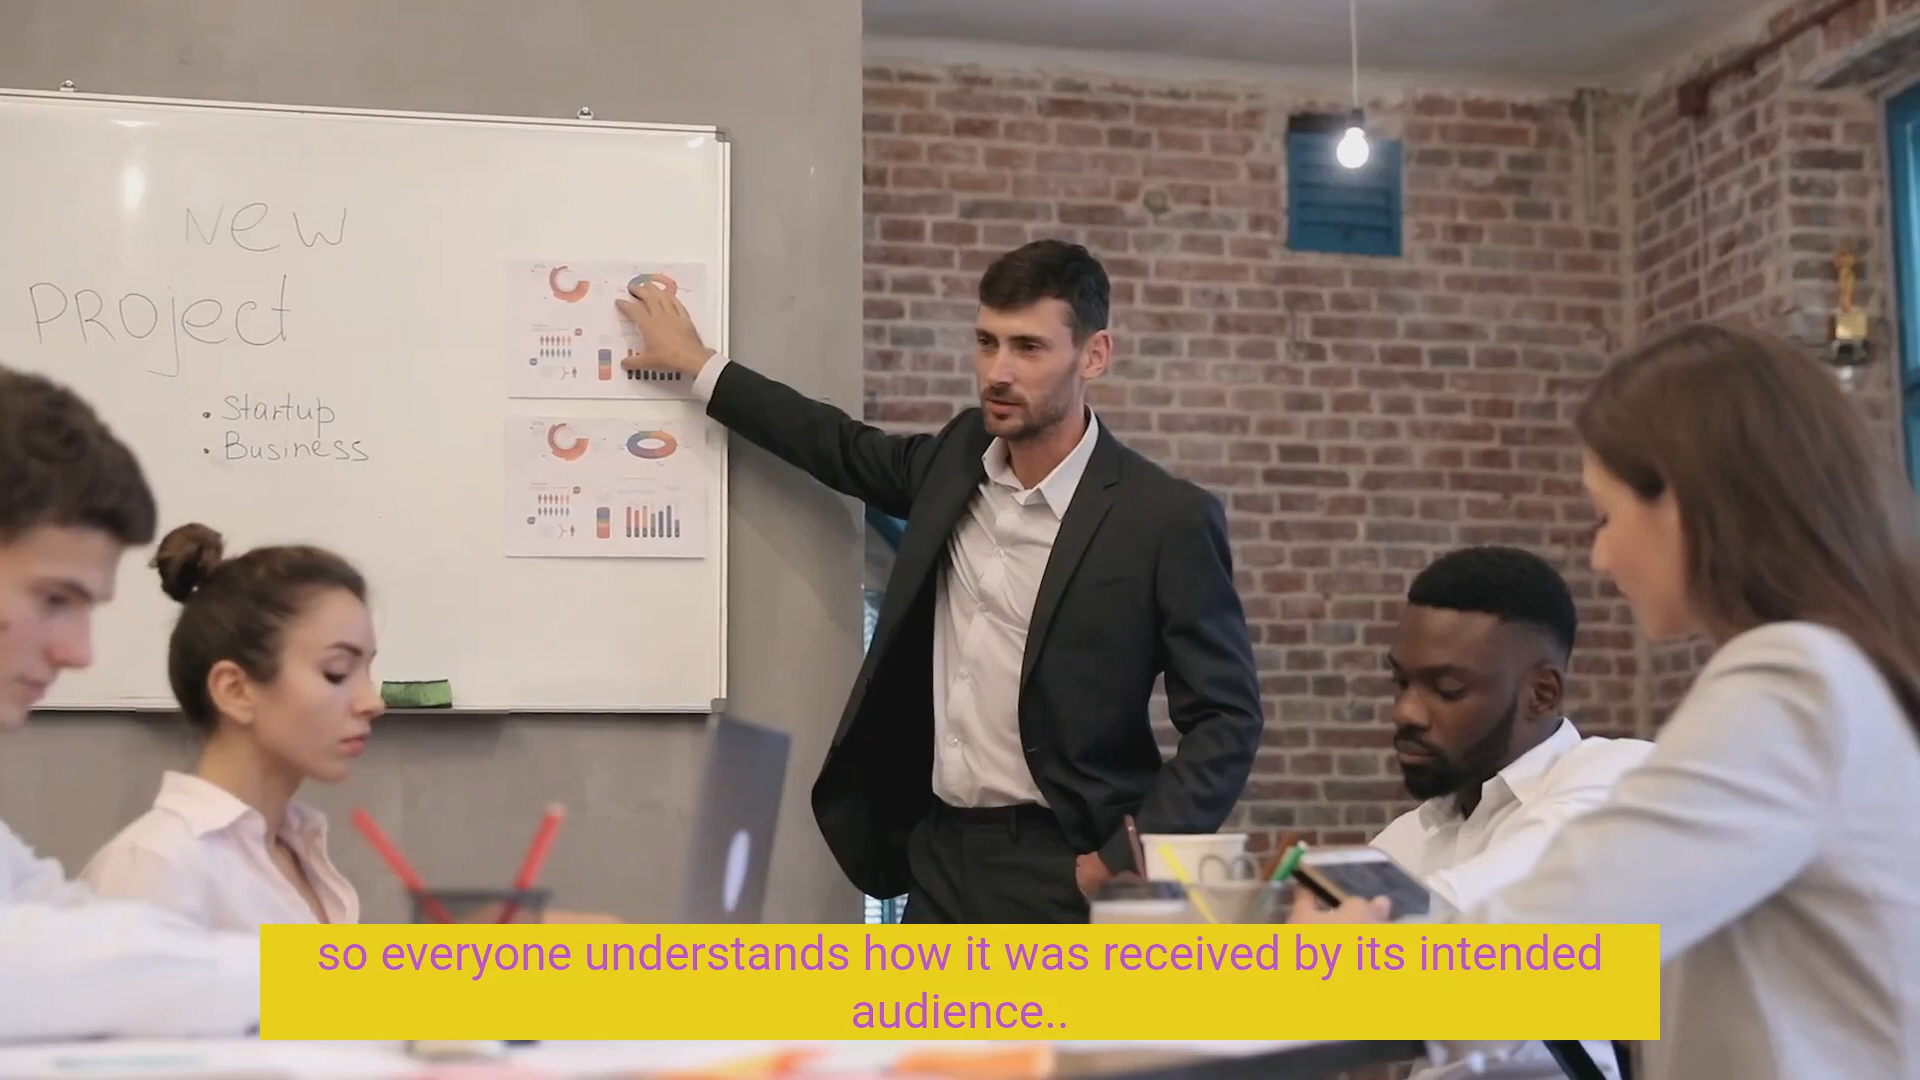 New
PROject
• Startup
• Business
so everyone understands how it was received by its intended
audience..